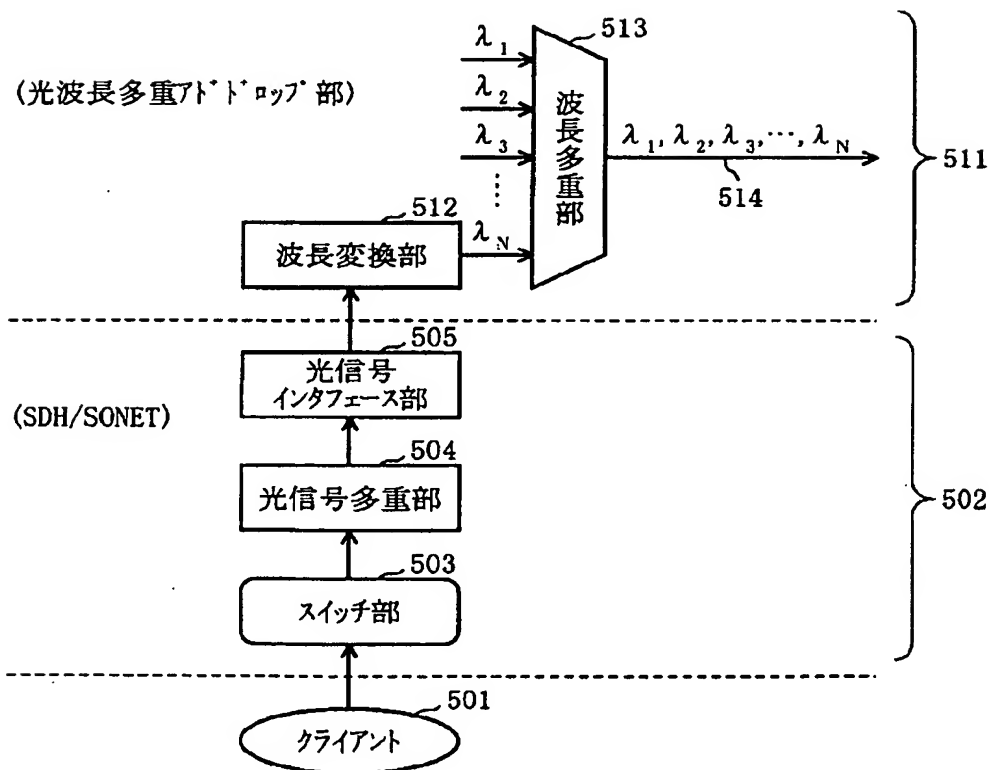 λ1
513
(光波長多重ｱﾄﾞﾄﾞﾛｯﾌﾟ部)
λ2
波長多重部
λ1, λ2, λ3, ⋯, λN
λ3
511
514
⋮
512
λN
波長変換部
505
光信号
インタフェース部
(SDH/SONET)
504
光信号多重部
502
503
スイッチ部
501
クライアント